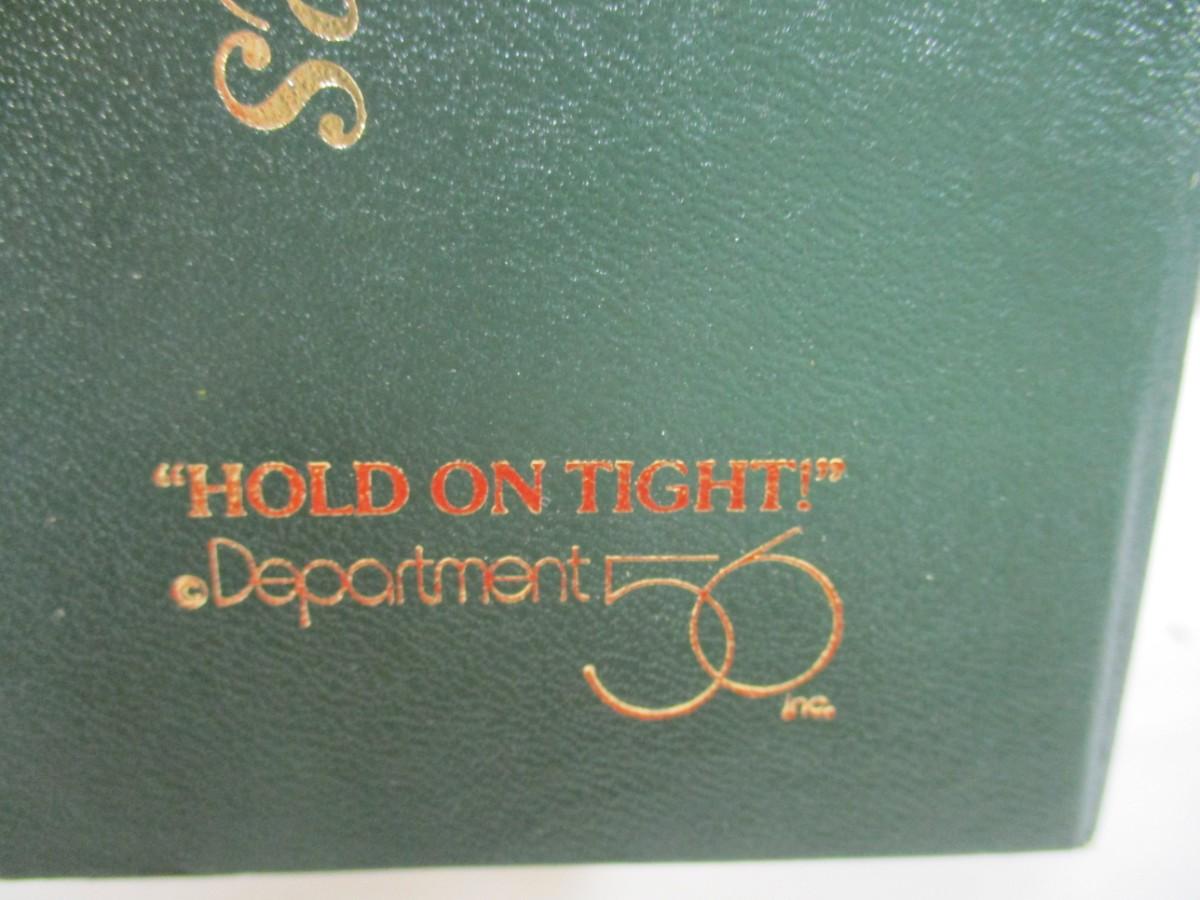 “HOLD ON TIGHT!”
©Department 56
inc.